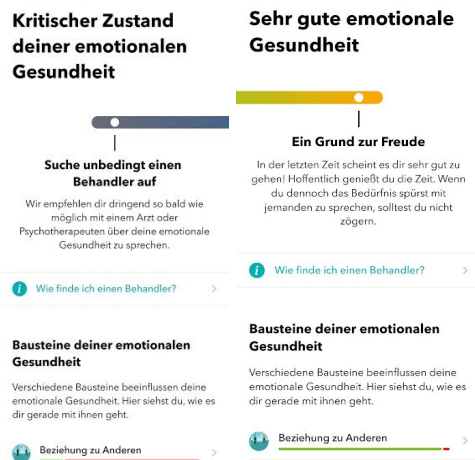 Kritischer Zustand
deiner emotionalen
Gesundheit
Suche unbedingt einen
Behandler auf
Wir empfehlen dir dringend so bald wie
möglich mit einem Arzt oder
Psychotherapeuten über deine emotionale
Gesundheit zu sprechen.
i Wie finde ich einen Behandler? >
Bausteine deiner emotionalen
Gesundheit
Verschiedene Bausteine beeinflussen deine
emotionale Gesundheit. Hier siehst du, wie es
dir gerade mit ihnen geht.
Beziehung zu Anderen >
Sehr gute emotionale
Gesundheit
Ein Grund zur Freude
In der letzten Zeit scheint es dir sehr gut zu
gehen! Hoffentlich genießt du die Zeit. Wenn
du dennoch das Bedürfnis spürst mit
jemanden zu sprechen, solltest du nicht
zögern.
i Wie finde ich einen Behandler? >
Bausteine deiner emotionalen
Gesundheit
Verschiedene Bausteine beeinflussen deine
emotionale Gesundheit. Hier siehst du, wie es
dir gerade mit ihnen geht.
Beziehung zu Anderen >